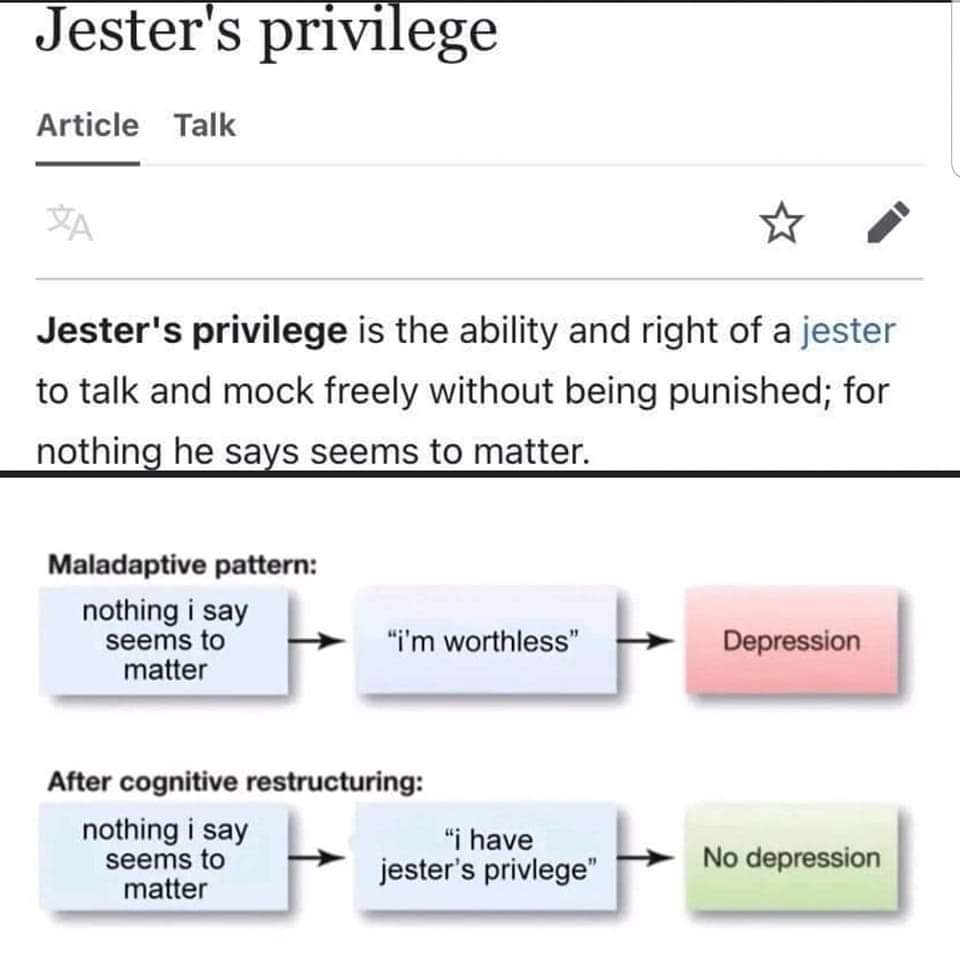 Jester's privilege
Article Talk
文A
Jester's privilege is the ability and right of a jester
to talk and mock freely without being punished; for
nothing he says seems to matter.
Maladaptive pattern:
nothing i say
seems to
matter
“i’m worthless”
Depression
After cognitive restructuring:
nothing i say
seems to
matter
“i have
jester’s privlege”
No depression